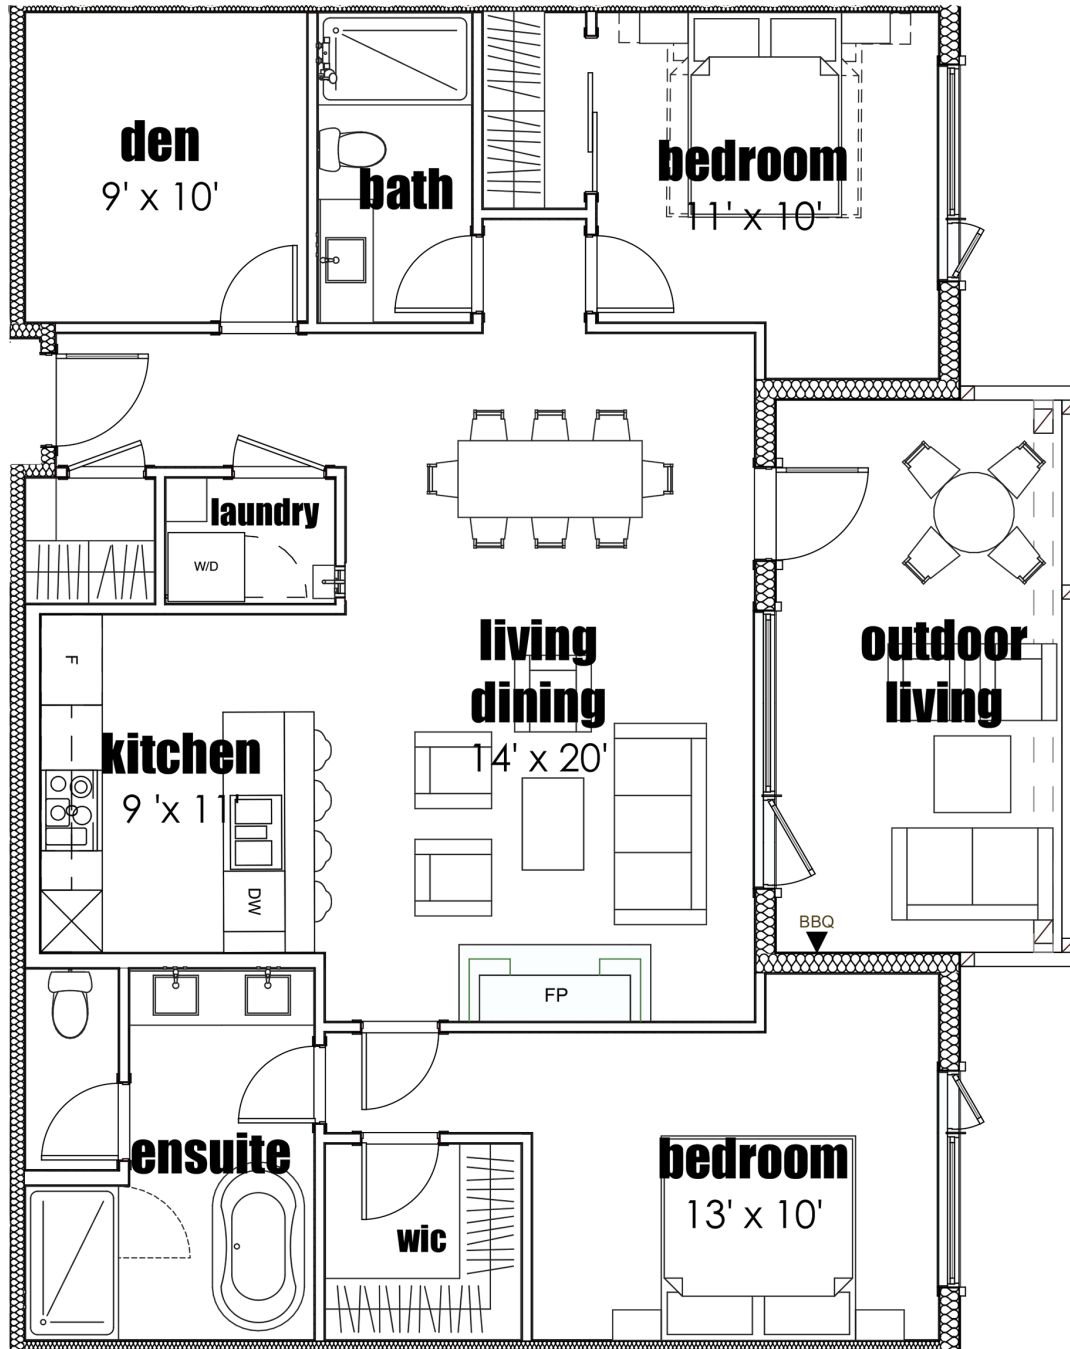 den
9' x 10'
bath
bedroom
11' x 10'
laundry
W/D
living
dining
14' x 20'
outdoor
living
F
kitchen
9 'x 11'
DW
BBQ
FP
ensuite
wic
bedroom
13' x 10'